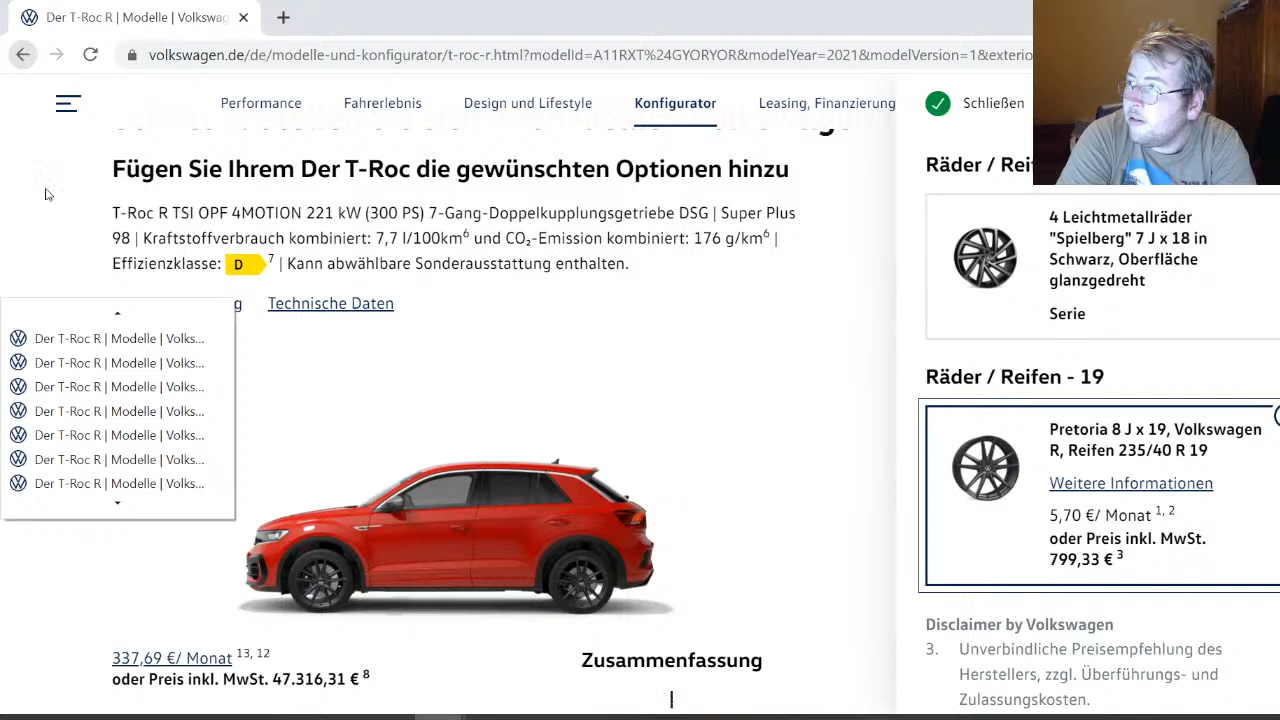 Der T-Roc R | Modelle | Volkswag
volkswagen.de/de/modelle-und-konfigurator/t-roc-r.html?modelId=A11RXT%24GYORYOR&modelYear=2021&modelVersion=1&exterio
Performance
Fahrerlebnis
Design und Lifestyle
Konfigurator
Leasing, Finanzierung
Schließen
Fügen Sie Ihrem Der T-Roc die gewünschten Optionen hinzu
T-Roc R TSI OPF 4MOTION 221 kW (300 PS) 7-Gang-Doppelkupplungsgetriebe DSG | Super Plus
98 | Kraftstoffverbrauch kombiniert: 7,7 l/100km⁶ und CO₂-Emission kombiniert: 176 g/km⁶ |
Effizienzklasse: D ⁷ | Kann abwählbare Sonderausstattung enthalten.
g
Technische Daten
Der T-Roc R | Modelle | Volks...
Der T-Roc R | Modelle | Volks...
Der T-Roc R | Modelle | Volks...
Der T-Roc R | Modelle | Volks...
Der T-Roc R | Modelle | Volks...
Der T-Roc R | Modelle | Volks...
Der T-Roc R | Modelle | Volks...
337,69 €/ Monat ¹³, ¹²
oder Preis inkl. MwSt. 47.316,31 € ⁸
Zusammenfassung
Räder / Rei
4 Leichtmetallräder
"Spielberg" 7 J x 18 in
Schwarz, Oberfläche
glanzgedreht
Serie
Räder / Reifen - 19
Pretoria 8 J x 19, Volkswagen
R, Reifen 235/40 R 19
Weitere Informationen
5,70 €/ Monat ¹, ²
oder Preis inkl. MwSt.
799,33 € ³
Disclaimer by Volkswagen
3. Unverbindliche Preisempfehlung des
Herstellers, zzgl. Überführungs- und
Zulassungskosten.